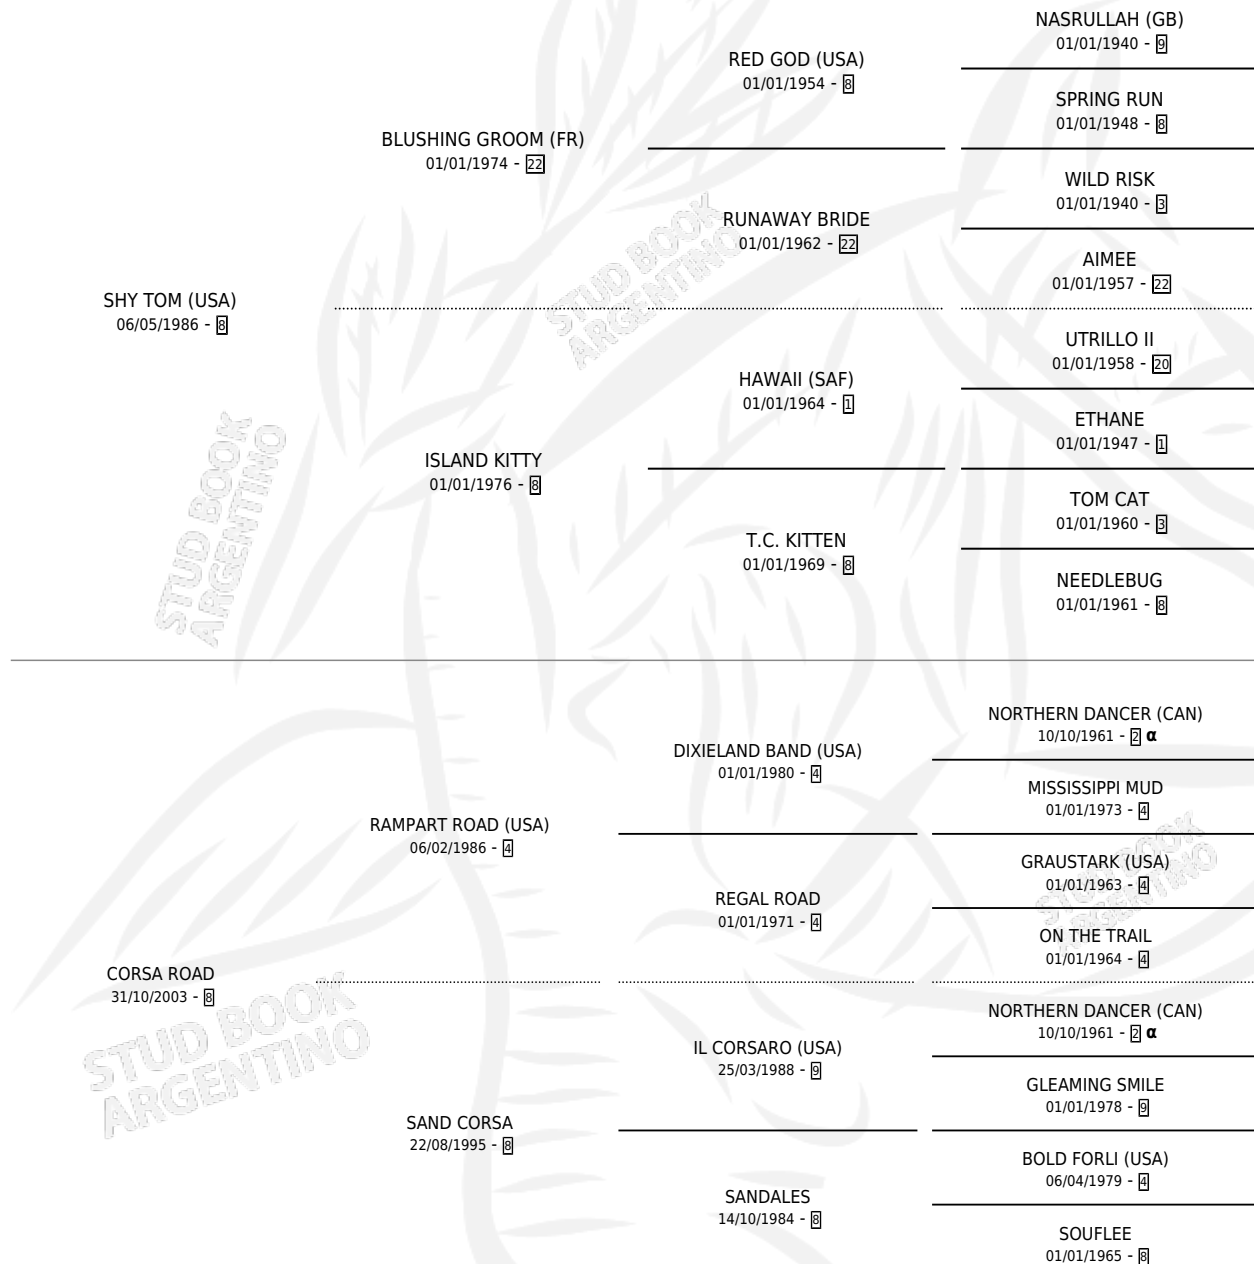 NASRULLAH (GB)
01/01/1940 - 9
RED GOD (USA)
01/01/1954 - 8
SPRING RUN
01/01/1948 - 8
BLUSHING GROOM (FR)
01/01/1974 - 22
WILD RISK
01/01/1940 - 3
RUNAWAY BRIDE
01/01/1962 - 22
AIMEE
01/01/1957 - 22
SHY TOM (USA)
06/05/1986 - 8
UTRILLO II
01/01/1958 - 20
HAWAII (SAF)
01/01/1964 - 1
ETHANE
01/01/1947 - 1
ISLAND KITTY
01/01/1976 - 8
TOM CAT
01/01/1960 - 3
T.C. KITTEN
01/01/1969 - 8
NEEDLEBUG
01/01/1961 - 8
STUD BOOK
ARGENTINO
STUD BOOK
ARGENTINO
NORTHERN DANCER (CAN)
10/10/1961 - 2 α
DIXIELAND BAND (USA)
01/01/1980 - 4
MISSISSIPPI MUD
01/01/1973 - 4
RAMPART ROAD (USA)
06/02/1986 - 4
GRAUSTARK (USA)
01/01/1963 - 4
REGAL ROAD
01/01/1971 - 4
ON THE TRAIL
01/01/1964 - 4
CORSA ROAD
31/10/2003 - 8
NORTHERN DANCER (CAN)
10/10/1961 - 2 α
IL CORSARO (USA)
25/03/1988 - 9
GLEAMING SMILE
01/01/1978 - 9
SAND CORSA
22/08/1995 - 8
BOLD FORLI (USA)
06/04/1979 - 4
SANDALES
14/10/1984 - 8
SOUFLEE
01/01/1965 - 8
STUD BOOK
ARGENTINO
STUD BOOK
ARGENTINO